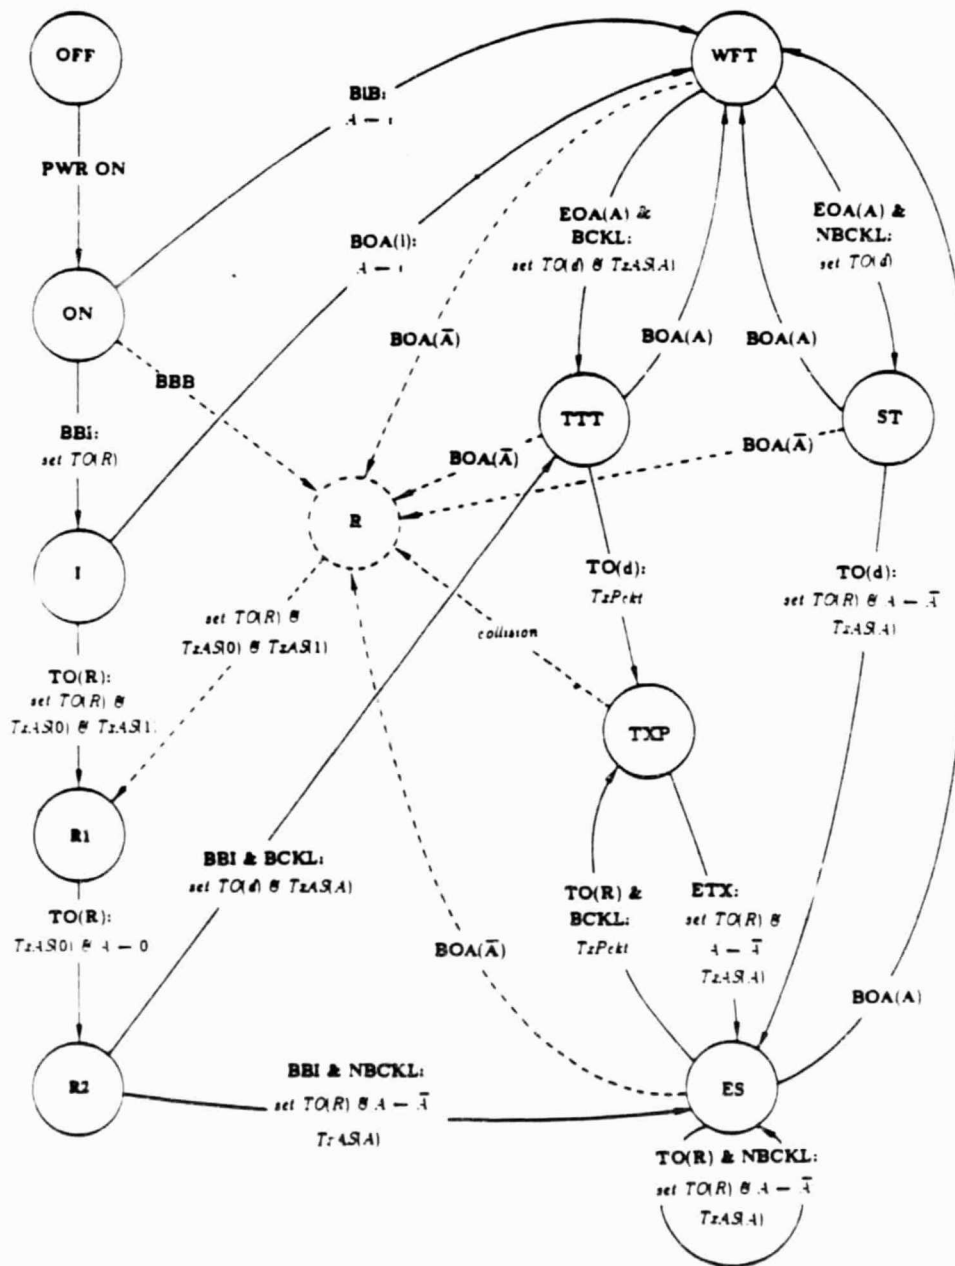 OFF
WFT
BIB:
A — i
PWR ON
BOA(i):
A — i
EOA(A) &
BCKL:
set TO(d) & TxAS(A)
EOA(A) &
NBCKL:
set TO(d)
ON
BOA(A̅)
BOA(A)
BOA(A)
BBB
TTT
ST
BBI:
set TO(R)
BOA(A̅)
BOA(A̅)
R
I
TO(d):
TxPckt
TO(d):
set TO(R) & A — A̅
TxAS(A)
set TO(R) &
TxAS(0) & TxAS(1)
collision
TO(R):
set TO(R) &
TxAS(0) & TxAS(1)
TXP
R1
BBI & BCKL:
set TO(d) & TxAS(A)
TO(R) &
BCKL:
TxPckt
ETX:
set TO(R) &
A — A̅
TxAS(A)
TO(R):
TxAS(0) & A — 0
BOA(A̅)
BOA(A)
R2
BBI & NBCKL:
set TO(R) & A — A̅
TxAS(A)
ES
TO(R) & NBCKL:
set TO(R) & A — A̅
TxAS(A)